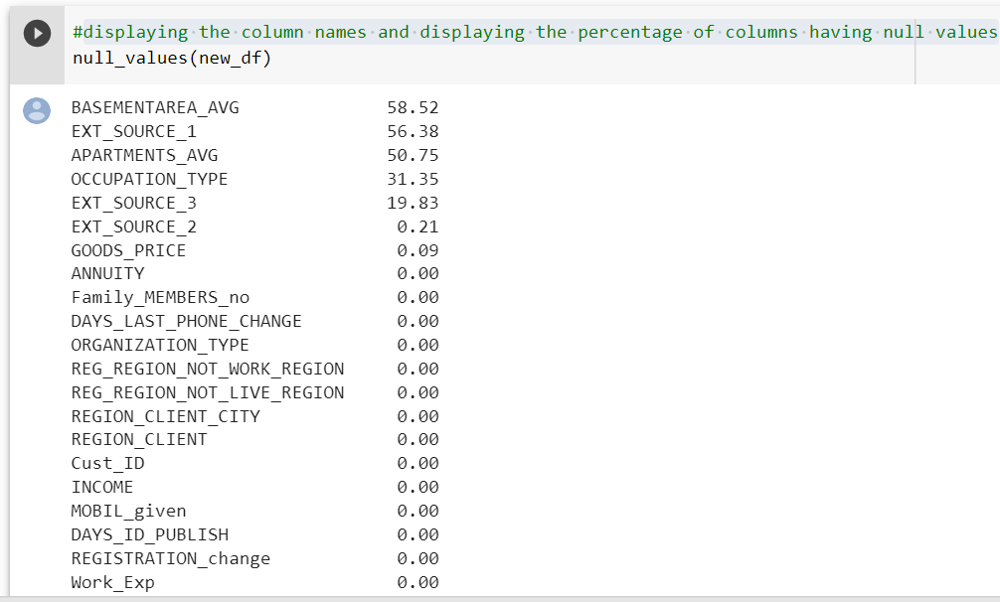 #displaying the column names and displaying the percentage of columns having null values
null_values(new_df)
BASEMENTAREA_AVG 58.52
EXT_SOURCE_1 56.38
APARTMENTS_AVG 50.75
OCCUPATION_TYPE 31.35
EXT_SOURCE_3 19.83
EXT_SOURCE_2 0.21
GOODS_PRICE 0.09
ANNUITY 0.00
Family_MEMBERS_no 0.00
DAYS_LAST_PHONE_CHANGE 0.00
ORGANIZATION_TYPE 0.00
REG_REGION_NOT_WORK_REGION 0.00
REG_REGION_NOT_LIVE_REGION 0.00
REGION_CLIENT_CITY 0.00
REGION_CLIENT 0.00
Cust_ID 0.00
INCOME 0.00
MOBIL_given 0.00
DAYS_ID_PUBLISH 0.00
REGISTRATION_change 0.00
Work_Exp 0.00